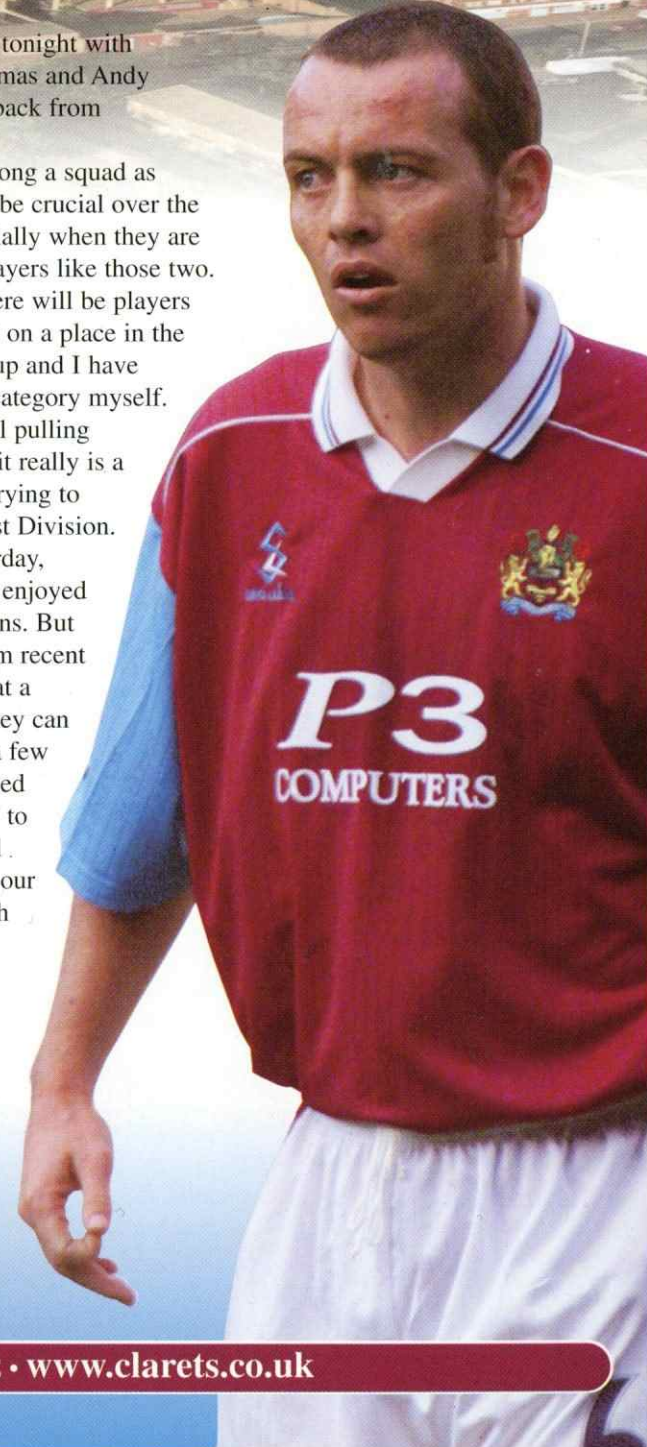 tonight with
mas and Andy
back from
ong a squad as
be crucial over the
ally when they are
ayers like those two.
ere will be players
on a place in the
up and I have
ategory myself.
l pulling
it really is a
rying to
st Division.
rday,
enjoyed
ns. But
m recent
at a
ey can
few
ed
to
our
h
P3
COMPUTERS
• www.clarets.co.uk